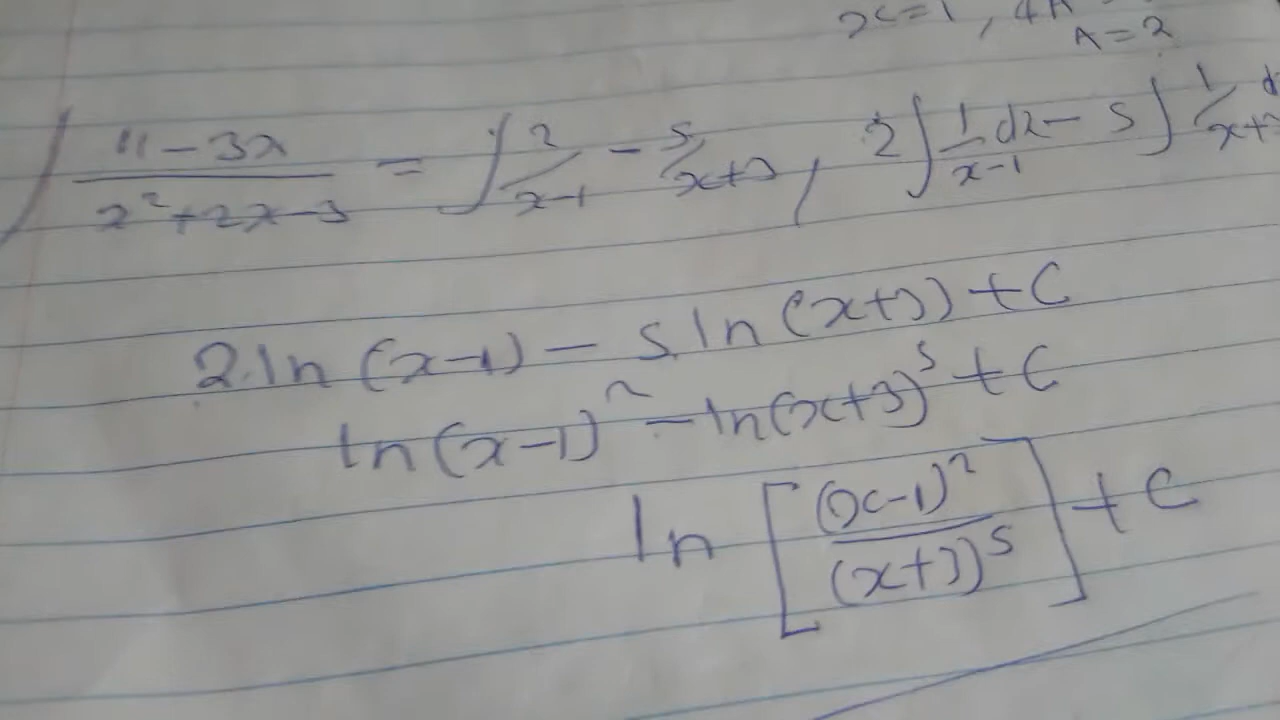 x=1, 4A
A=2
∫ (11-3x)/(x²+2x-3) = ∫ 2/(x-1) - 5/(x+3), 2∫ 1/(x-1) dx - 5∫ 1/(x+
2 ln (x-1) - 5 ln (x+3) + C
ln (x-1)² - ln (x+3)⁵ + C
ln [(x-1)²/(x+3)⁵] + C